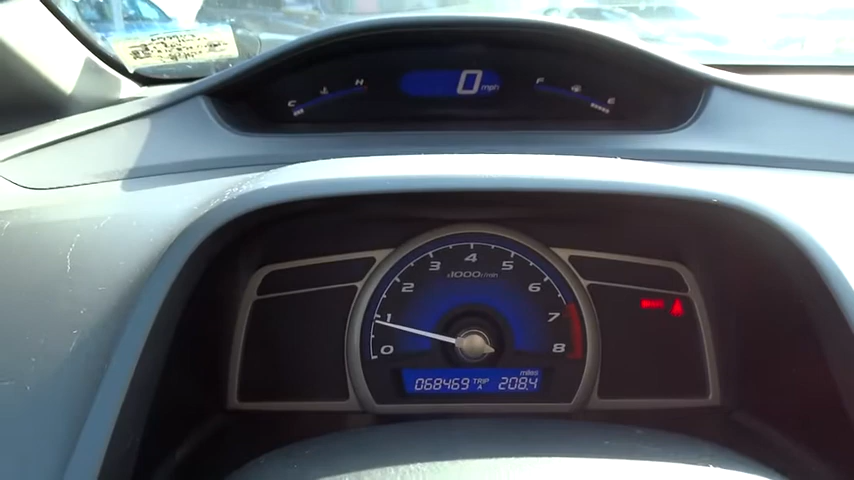 C H 0 mph F E
4
3 5
x1000r/min
2 6
1 7
0 8
miles
068469 TRIP A 208.4